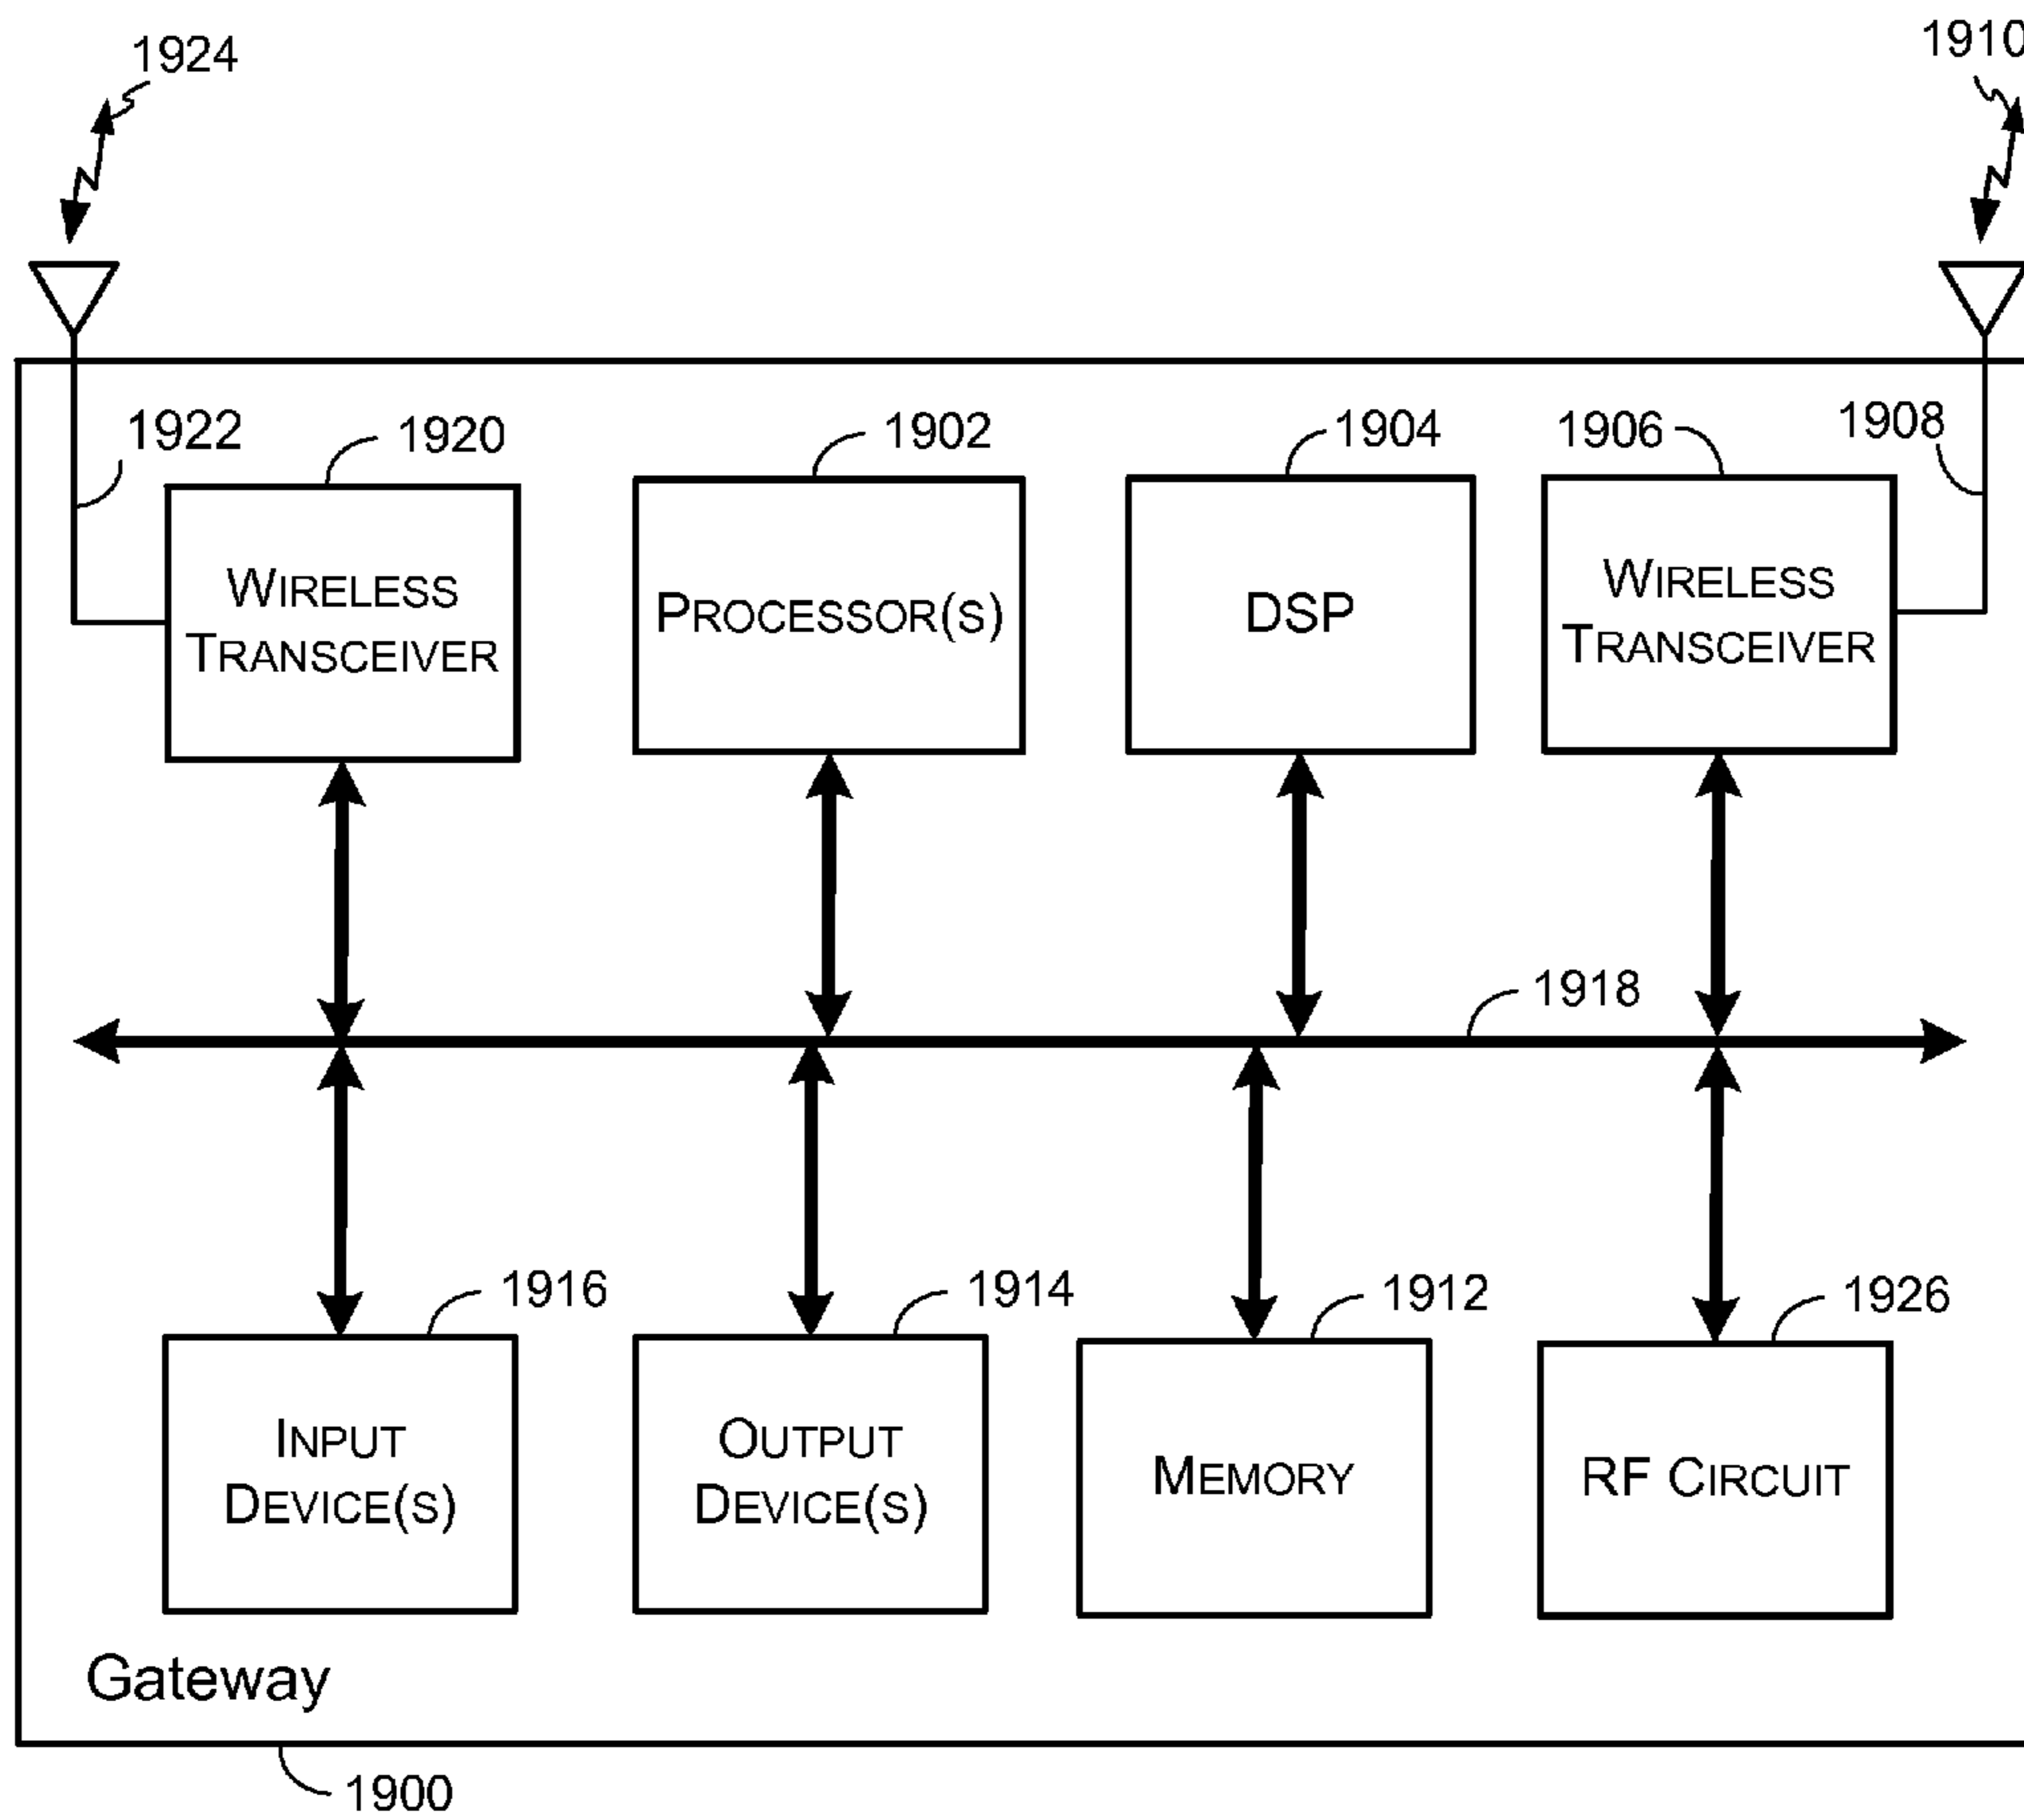 1924
1910
1922
1920
1902
1904
1906
1908
WIRELESS
TRANSCEIVER
PROCESSOR(S)
DSP
WIRELESS
TRANSCEIVER
1918
1916
1914
1912
1926
INPUT
DEVICE(S)
OUTPUT
DEVICE(S)
MEMORY
RF CIRCUIT
Gateway
1900